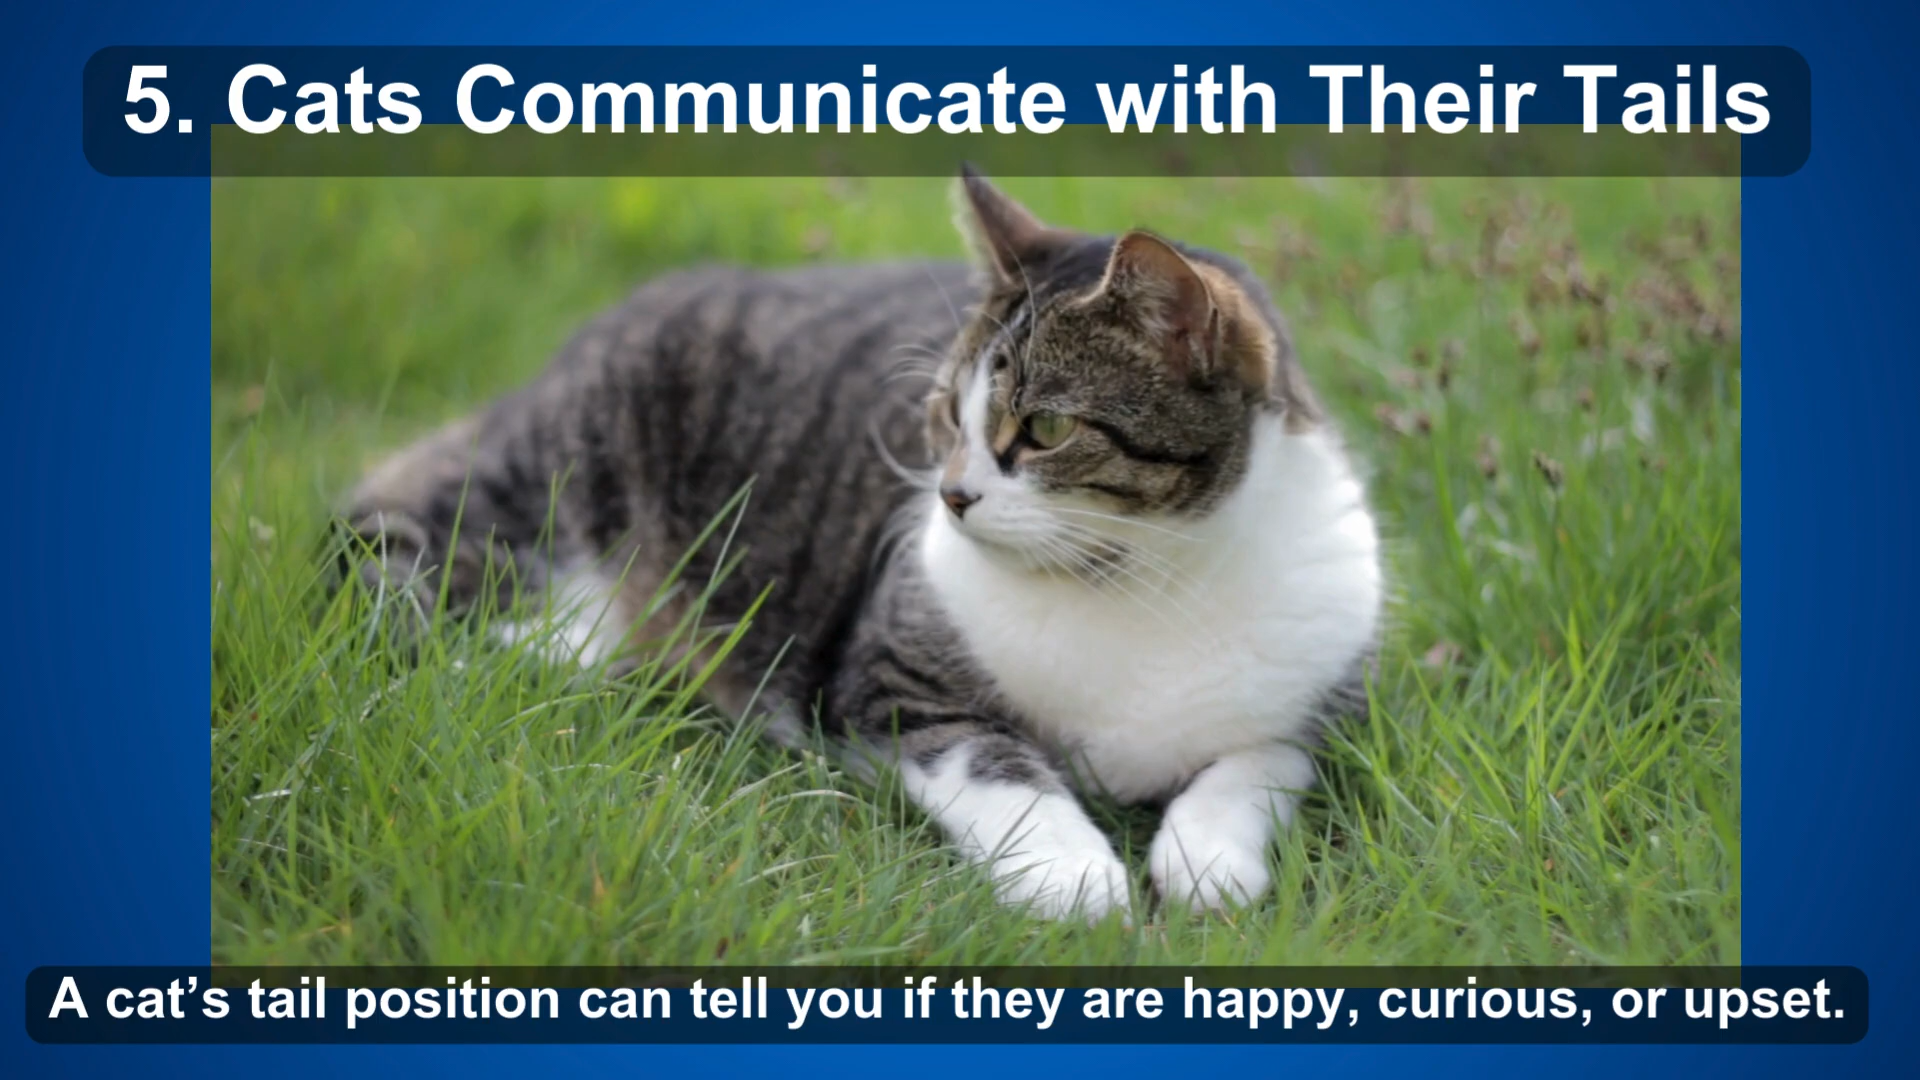 5. Cats Communicate with Their Tails
A cat’s tail position can tell you if they are happy, curious, or upset.